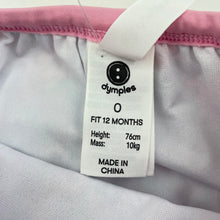 dymples
0
FIT 12 MONTHS
Height: 76cm
Mass: 10kg
MADE IN
CHINA